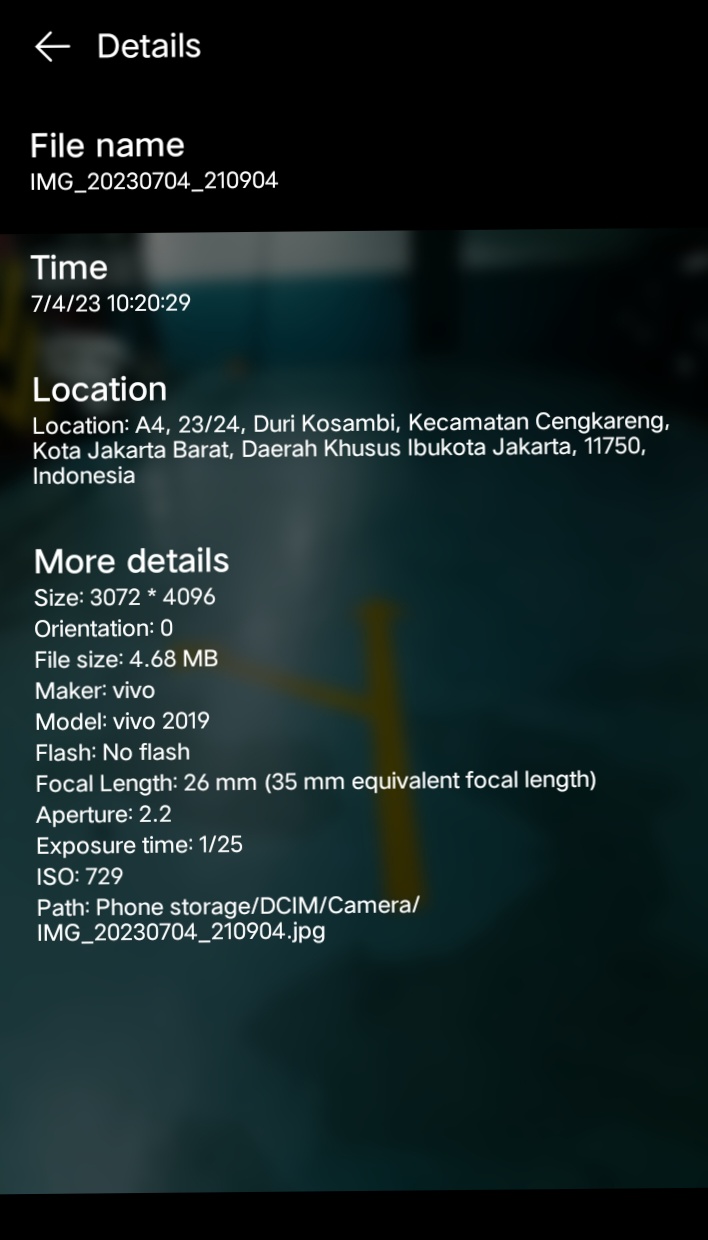 Details
File name
IMG_20230704_210904
Time
7/4/23 10:20:29
Location
Location: A4, 23/24, Duri Kosambi, Kecamatan Cengkareng,
Kota Jakarta Barat, Daerah Khusus Ibukota Jakarta, 11750,
Indonesia
More details
Size: 3072 * 4096
Orientation: 0
File size: 4.68 MB
Maker: vivo
Model: vivo 2019
Flash: No flash
Focal Length: 26 mm (35 mm equivalent focal length)
Aperture: 2.2
Exposure time: 1/25
ISO: 729
Path: Phone storage/DCIM/Camera/
IMG_20230704_210904.jpg